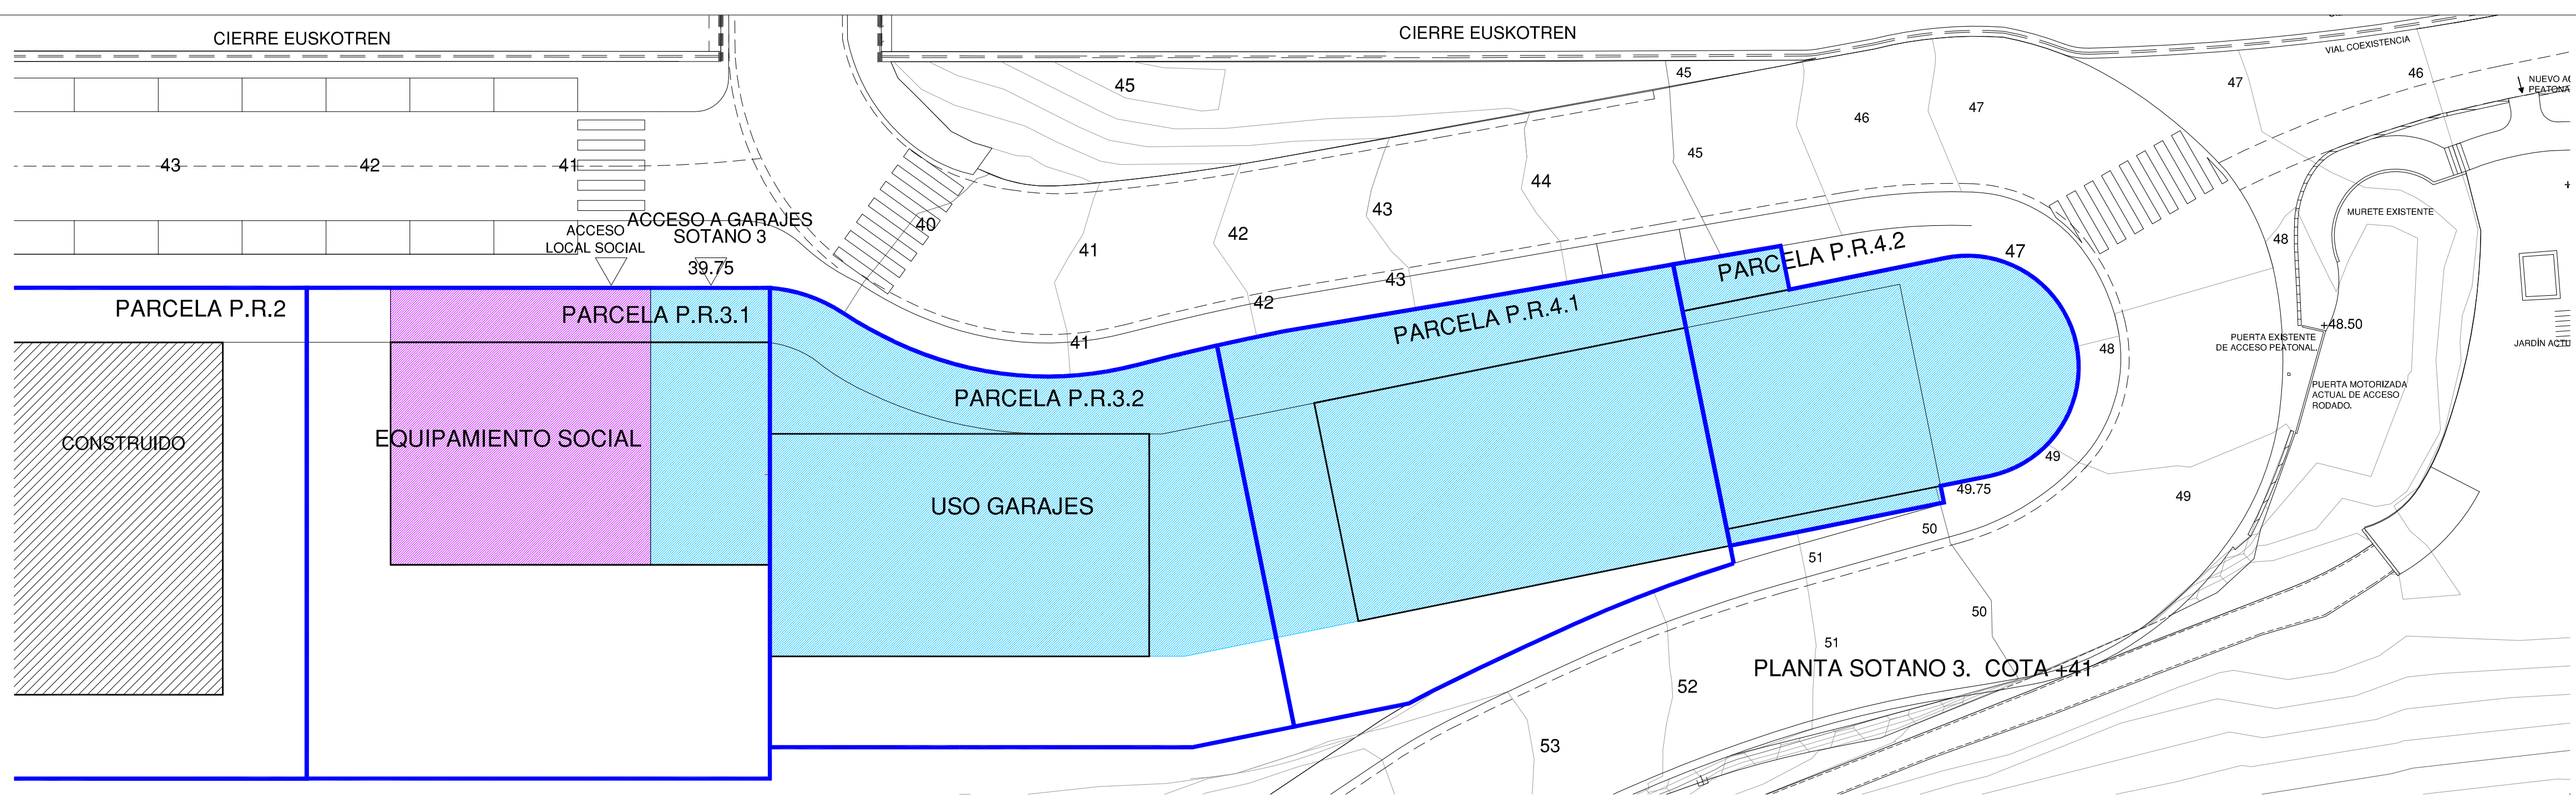 CIERRE EUSKOTREN
CIERRE EUSKOTREN
VIAL COEXISTENCIA
45
45
47
46
NUEVO
PEATONA
43
42
41
45
46
47
44
43
42
41
40
ACCESO A GARAJES
SOTANO 3
ACCESO
LOCAL SOCIAL
39.75
MURETE EXISTENTE
48
47
PARCELA P.R.4.2
43
42
41
PARCELA P.R.2
PARCELA P.R.3.1
PARCELA P.R.4.1
+48.50
PUERTA EXISTENTE
DE ACCESO PEATONAL.
48
PUERTA MOTORIZADA
ACTUAL DE ACCESO
RODADO.
PARCELA P.R.3.2
CONSTRUIDO
EQUIPAMIENTO SOCIAL
USO GARAJES
49
49.75
49
50
51
50
51
52
53
PLANTA SOTANO 3. COTA +41